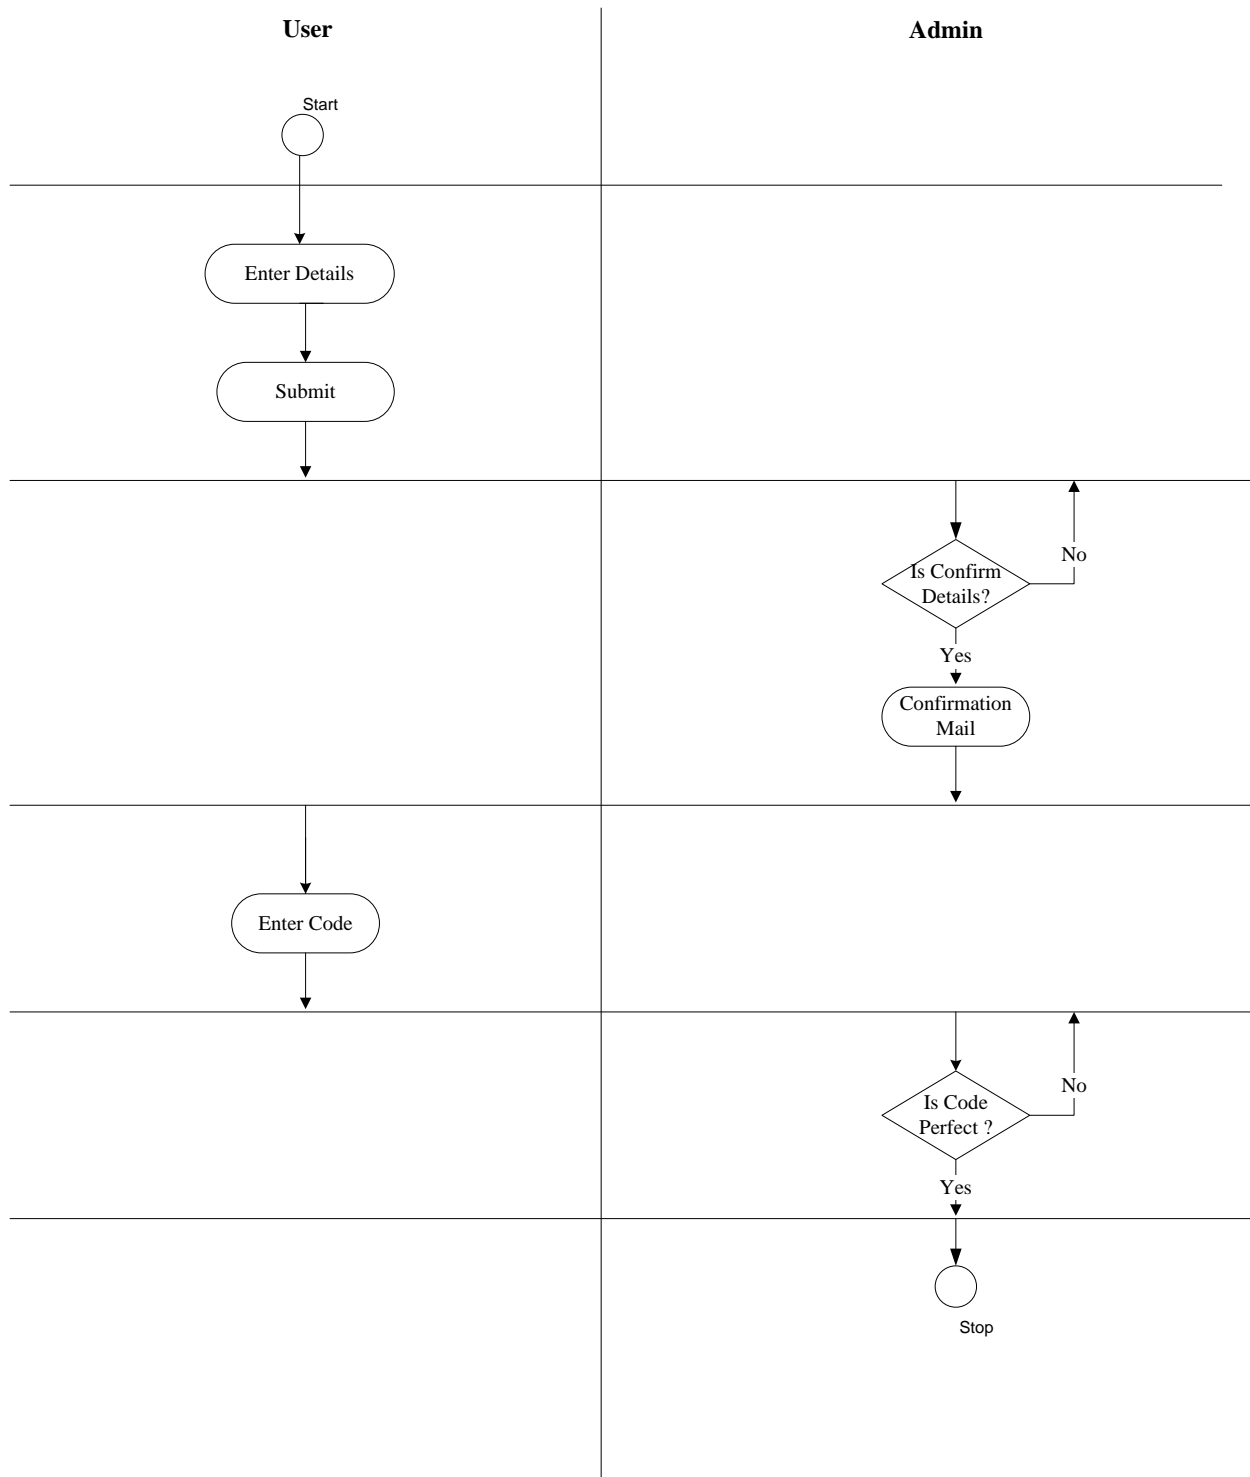 User
Admin
Start
Enter Details
Submit
Is Confirm
Details?
No
Yes
Confirmation
Mail
Enter Code
Is Code
Perfect ?
No
Yes
Stop